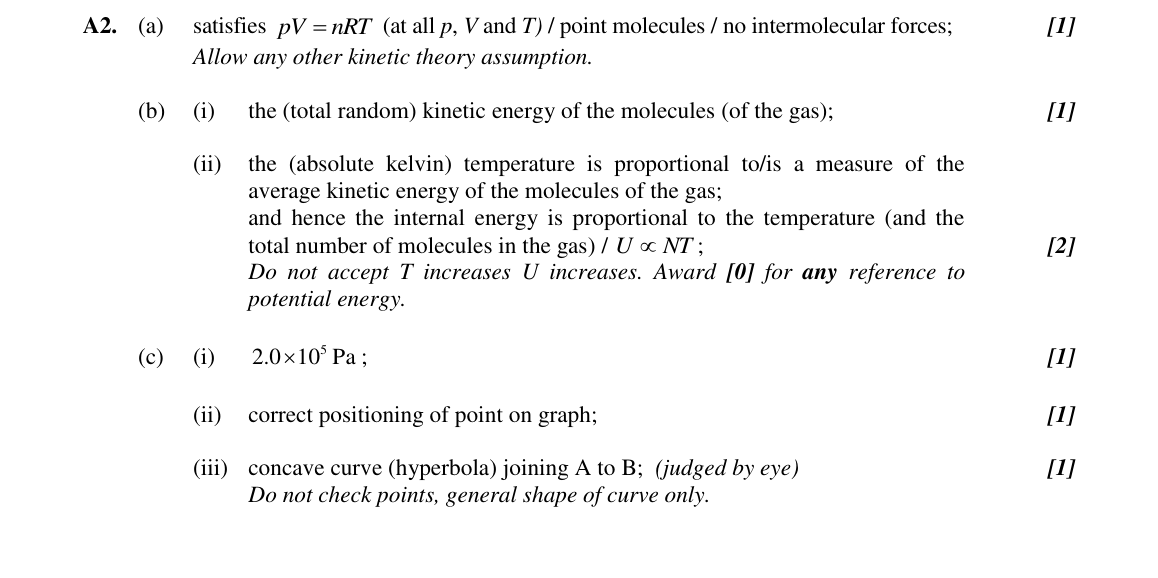 A2. (a) satisfies pV = nRT (at all p, V and T) / point molecules / no intermolecular forces; [1]
Allow any other kinetic theory assumption.
(b) (i) the (total random) kinetic energy of the molecules (of the gas); [1]
(ii) the (absolute kelvin) temperature is proportional to/is a measure of the
average kinetic energy of the molecules of the gas;
and hence the internal energy is proportional to the temperature (and the
total number of molecules in the gas) / U ∝ NT ; [2]
Do not accept T increases U increases. Award [0] for any reference to
potential energy.
(c) (i) 2.0×10⁵ Pa ; [1]
(ii) correct positioning of point on graph; [1]
(iii) concave curve (hyperbola) joining A to B; (judged by eye) [1]
Do not check points, general shape of curve only.